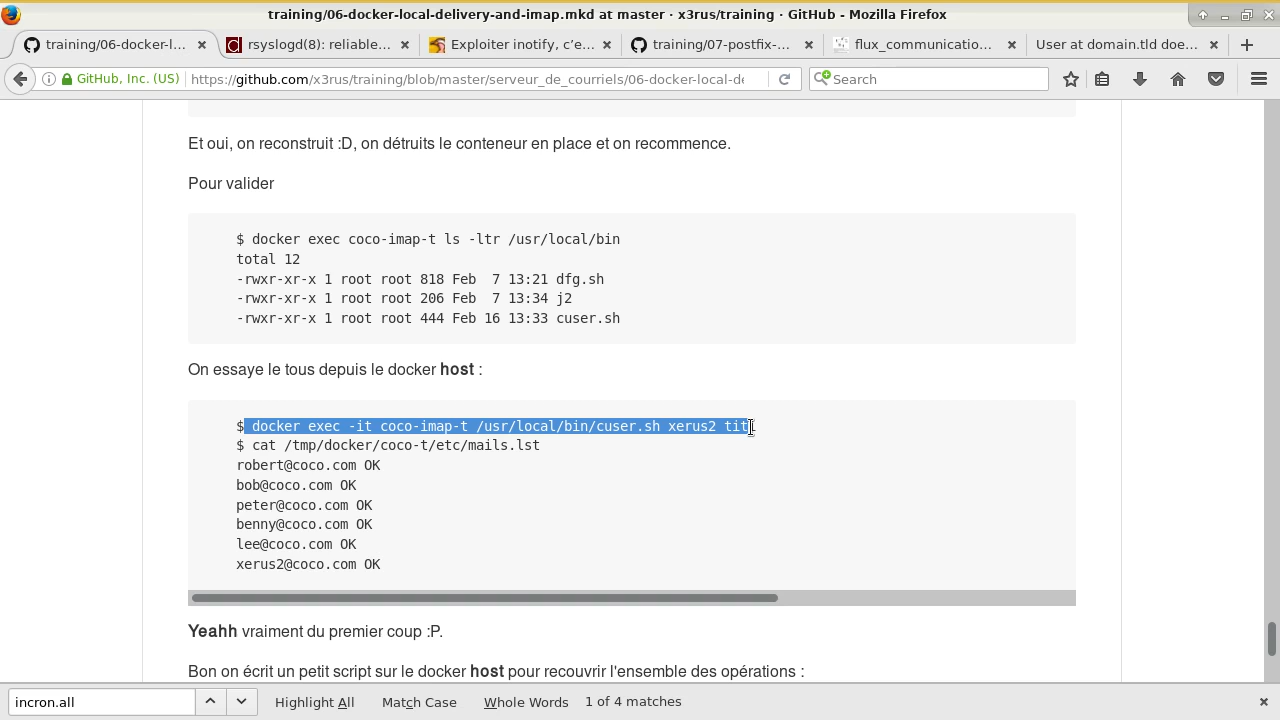 training/06-docker-local-delivery-and-imap.mkd at master · x3rus/training · GitHub - Mozilla Firefox
training/06-docker-l... rsyslogd(8): reliable... Exploiter inotify, c'e... training/07-postfix-... flux_communicatio... User at domain.tld doe...
GitHub, Inc. (US) https://github.com/x3rus/training/blob/master/serveur_de_courriels/06-docker-local-de Search
Et oui, on reconstruit :D, on détruits le conteneur en place et on recommence.
Pour valider
$ docker exec coco-imap-t ls -ltr /usr/local/bin
total 12
-rwxr-xr-x 1 root root 818 Feb  7 13:21 dfg.sh
-rwxr-xr-x 1 root root 206 Feb  7 13:34 j2
-rwxr-xr-x 1 root root 444 Feb 16 13:33 cuser.sh
On essaye le tous depuis le docker host :
$ docker exec -it coco-imap-t /usr/local/bin/cuser.sh xerus2 tit
$ cat /tmp/docker/coco-t/etc/mails.lst
robert@coco.com OK
bob@coco.com OK
peter@coco.com OK
benny@coco.com OK
lee@coco.com OK
xerus2@coco.com OK
Yeahh vraiment du premier coup :P.
Bon on écrit un petit script sur le docker host pour recouvrir l'ensemble des opérations :
incron.all Highlight All Match Case Whole Words 1 of 4 matches